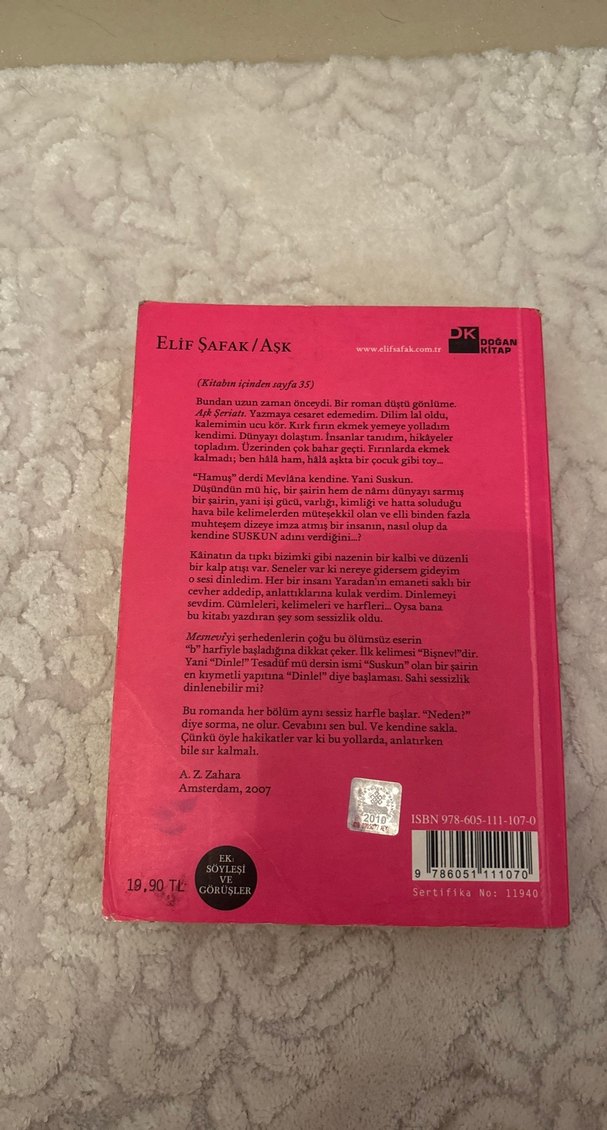 ELİF ŞAFAK / AŞK
www.elifsafak.com.tr
DK
DOĞAN
KİTAP
(Kitabın içinden sayfa 35)
Bundan uzun zaman önceydi. Bir roman düştü gönlüme.
Aşk Şeriatı. Yazmaya cesaret edemedim. Dilim lal oldu,
kalemimin ucu kör. Kırk fırın ekmek yemeye yolladım
kendimi. Dünyayı dolaştım. İnsanlar tanıdım, hikâyeler
topladım. Üzerinden çok bahar geçti. Fırınlarda ekmek
kalmadı; ben hâlâ ham, hâlâ aşkta bir çocuk gibi toy...
“Hamuş” derdi Mevlâna kendine. Yani Suskun.
Düşündün mü hiç, bir şairin hem de nâmı dünyayı sarmış
bir şairin, yani işi gücü, varlığı, kimliği ve hatta soluduğu
hava bile kelimelerden müteşekkil olan ve elli binden fazla
muhteşem dizeye imza atmış bir insanın, nasıl olup da
kendine SUSKUN adını verdiğini...?
Kâinatın da tıpkı bizimki gibi nazenin bir kalbi ve düzenli
bir kalp atışı var. Seneler var ki nereye gidersem gideyim
o sesi dinledim. Her bir insanı Yaradan'ın emaneti saklı bir
cevher addedip, anlattıklarına kulak verdim. Dinlemeyi
sevdim. Cümleleri, kelimeleri ve harfleri... Oysa bana
bu kitabı yazdıran şey som sessizlik oldu.
Mesnevi'yi şerhedenlerin çoğu bu ölümsüz eserin
“b” harfiyle başladığına dikkat çeker. İlk kelimesi “Bişnev!”dir.
Yani “Dinle!” Tesadüf mü dersin ismi “Suskun” olan bir şairin
en kıymetli yapıtına “Dinle!” diye başlaması. Sahi sessizlik
dinlenebilir mi?
Bu romanda her bölüm aynı sessiz harfle başlar. “Neden?”
diye sorma, ne olur. Cevabını sen bul. Ve kendine sakla.
Çünkü öyle hakikatler var ki bu yollarda, anlatırken
bile sır kalmalı.
A. Z. Zahara
Amsterdam, 2007
2010
ISBN 978-605-111-107-0
9 786051 111070
Sertifika No: 11940
19,90 TL
EK:
SÖYLEŞİ
VE
GÖRÜŞLER